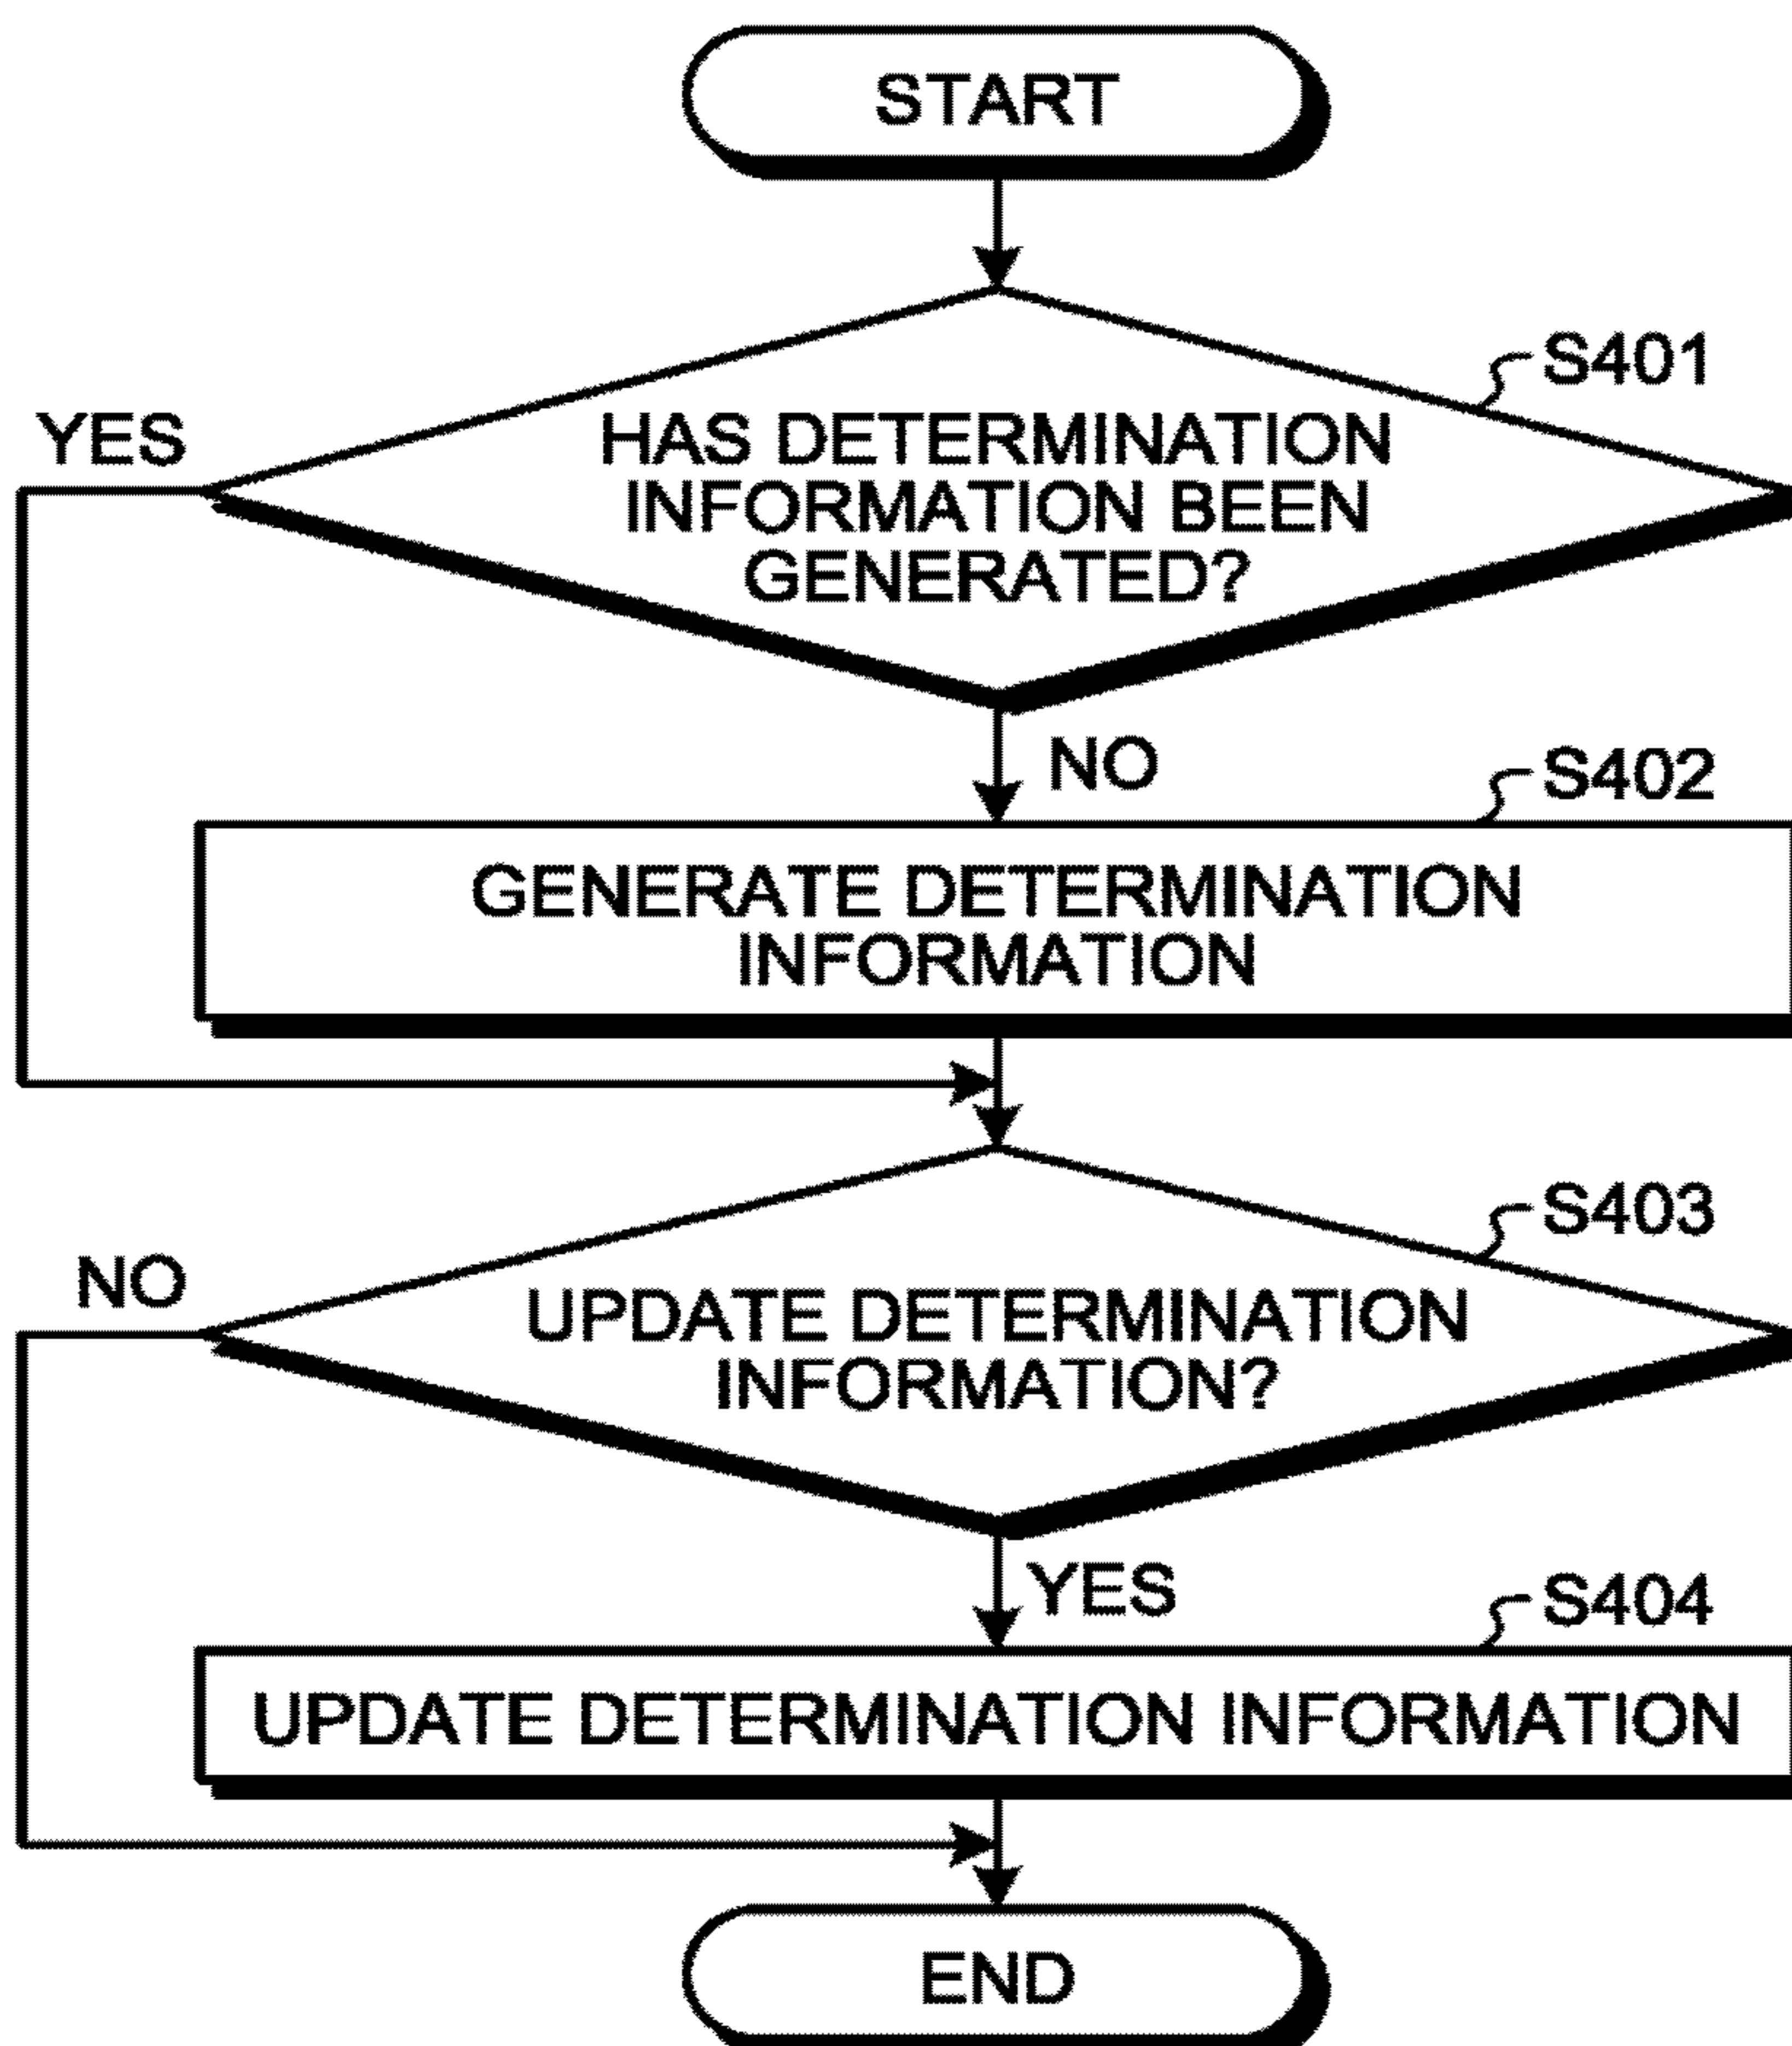 START
S401
YES
HAS DETERMINATION
INFORMATION BEEN
GENERATED?
NO
S402
GENERATE DETERMINATION
INFORMATION
S403
NO
UPDATE DETERMINATION
INFORMATION?
YES
S404
UPDATE DETERMINATION INFORMATION
END